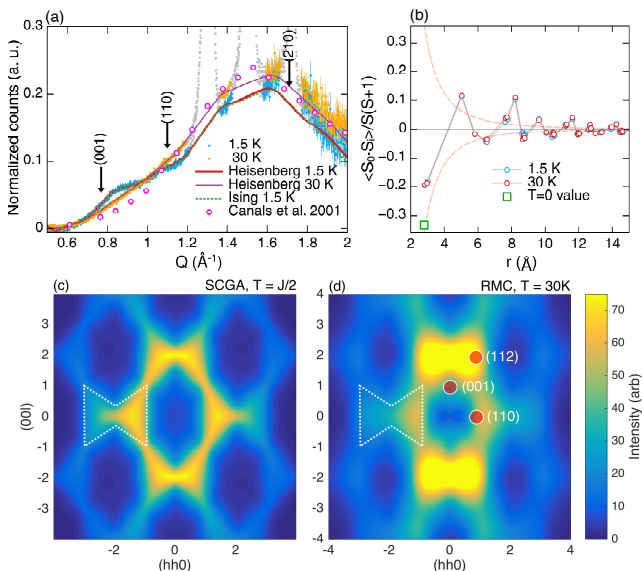 (a)
(b)
0.3
0.2
0.1
0
Normalized counts (a. u.)
(001)
(110)
(210)
1.5 K
30 K
Heisenberg 1.5 K
Heisenberg 30 K
Ising 1.5 K
Canals et al. 2001
0.6 0.8 1 1.2 1.4 1.6 1.8 2
Q (Å-1)
0.3
0.2
0.1
0
-0.1
-0.2
-0.3
<S0·Si>/S(S+1)
1.5 K
30 K
T=0 value
4 6 8 10 12 14
r (Å)
(c) SCGA, T = J/2
3
2
1
0
-1
-2
-3
(00l)
-2 0 2
(hh0)
(d) RMC, T = 30K
4
3
2
1
0
-1
-2
-3
-4
(112)
(001)
(110)
-4 -2 0 2 4
(hh0)
70
60
50
40
30
20
10
0
Intensity (arb)